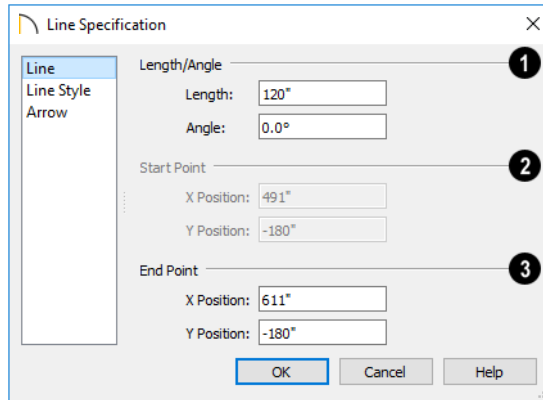 Line Specification
Line
Line Style
Arrow
Length/Angle 1
Length: 120"
Angle: 0.0°
Start Point 2
X Position: 491"
Y Position: -180"
End Point 3
X Position: 611"
Y Position: -180"
OK Cancel Help